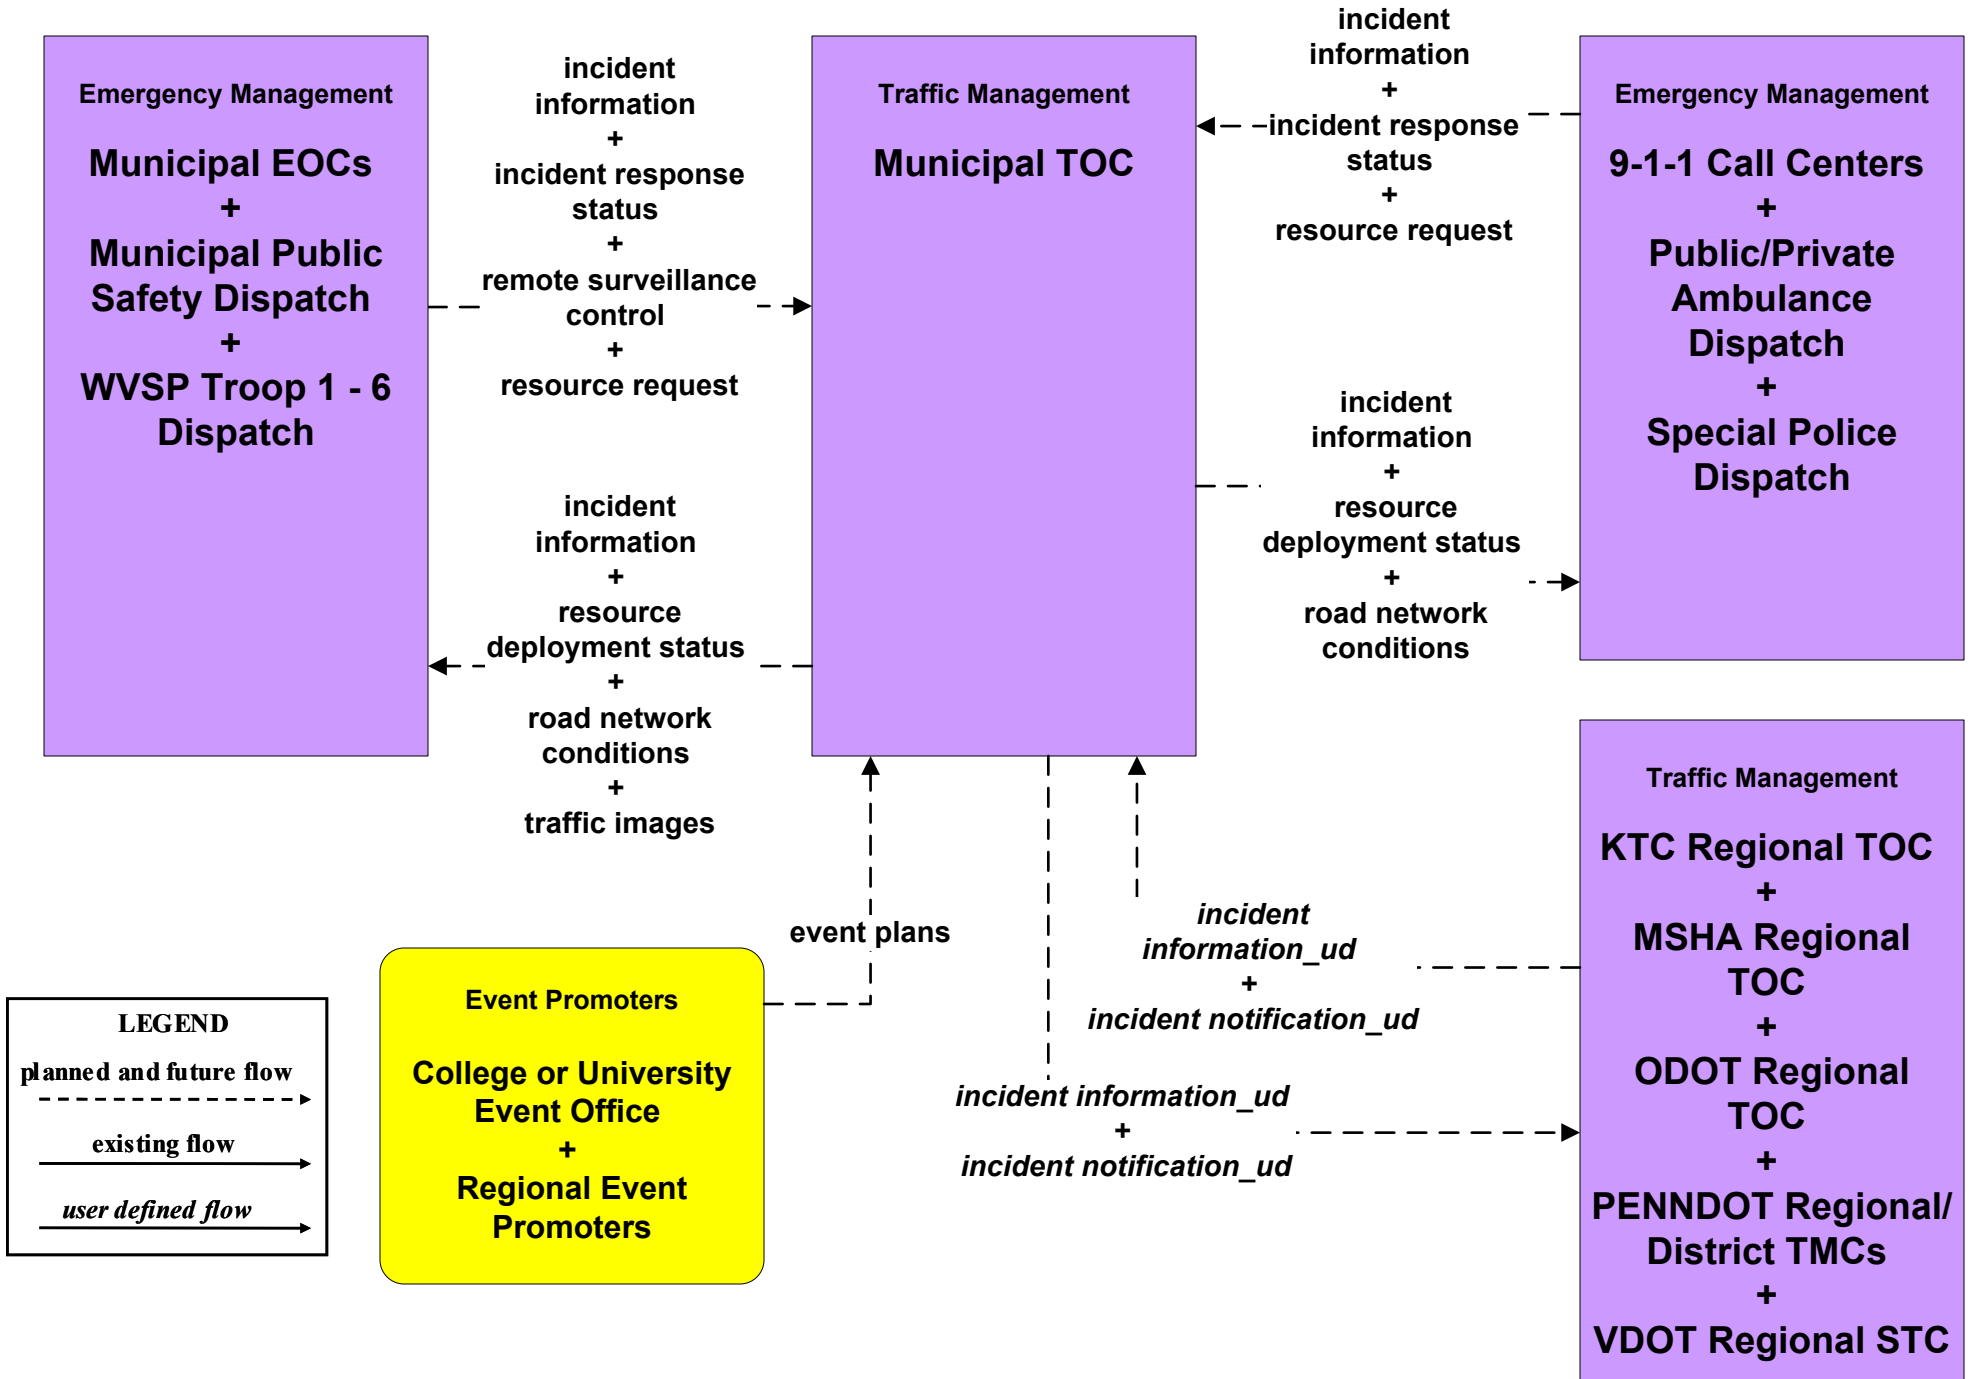 Emergency Management
Municipal EOCs
+
Municipal Public
Safety Dispatch
+
WVSP Troop 1 - 6
Dispatch
incident
information
+
incident response
status
+
remote surveillance
control
+
resource request
incident
information
+
resource
deployment status
+
road network
conditions
+
traffic images
Traffic Management
Municipal TOC
incident
information
+
incident response
status
+
resource request
incident
information
+
resource
deployment status
+
road network
conditions
Emergency Management
9-1-1 Call Centers
+
Public/Private
Ambulance
Dispatch
+
Special Police
Dispatch
event plans
Event Promoters
College or University
Event Office
+
Regional Event
Promoters
incident
information_ud
+
incident notification_ud
incident information_ud
+
incident notification_ud
Traffic Management
KTC Regional TOC
+
MSHA Regional
TOC
+
ODOT Regional
TOC
+
PENNDOT Regional/
District TMCs
+
VDOT Regional STC
LEGEND
planned and future flow
existing flow
user defined flow